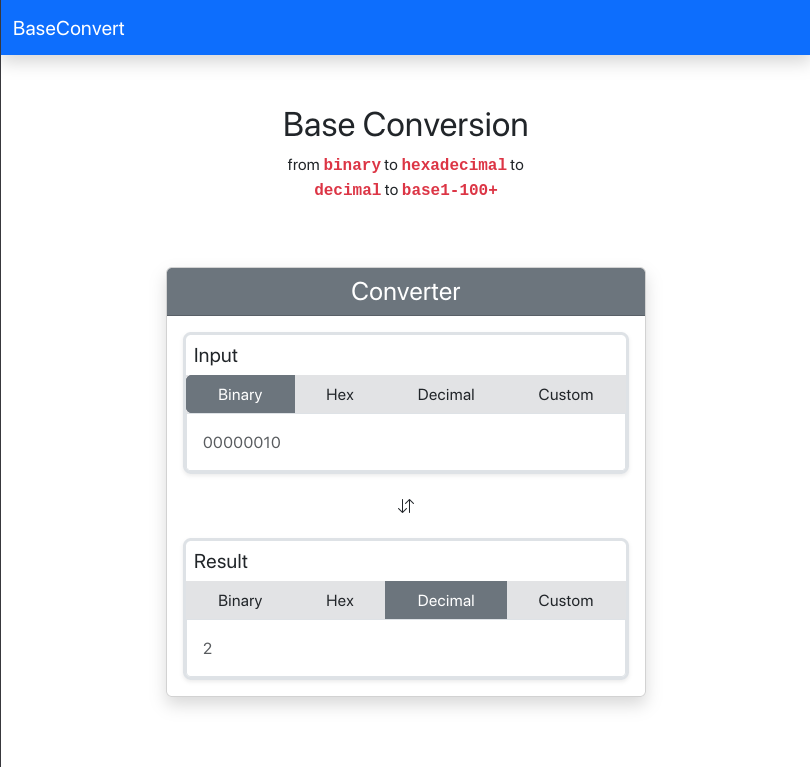 BaseConvert
Base Conversion
from binary to hexadecimal to
decimal to base1-100+
Converter
Input
Binary Hex Decimal Custom
00000010
Result
Binary Hex Decimal Custom
2